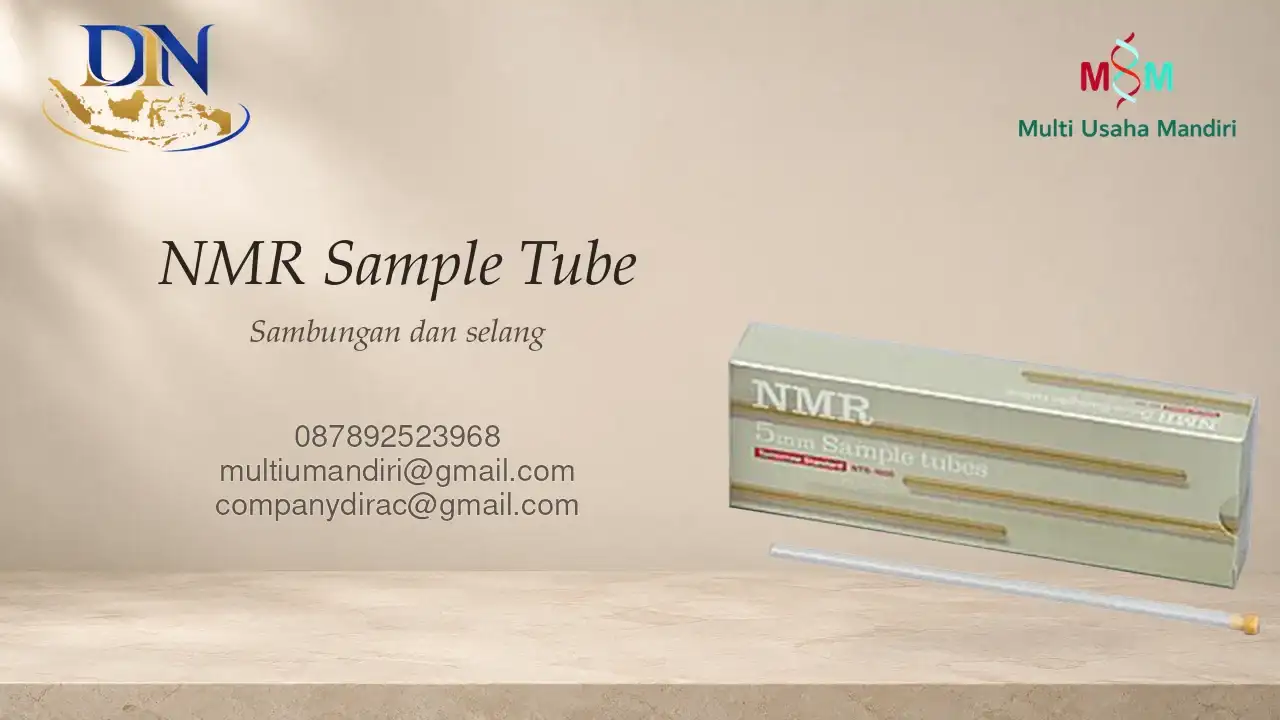 DIN
M M
Multi Usaha Mandiri
NMR Sample Tube
Sambungan dan selang
087892523968
multiumandiri@gmail.com
companydirac@gmail.com
NMR
5mm Sample tubes